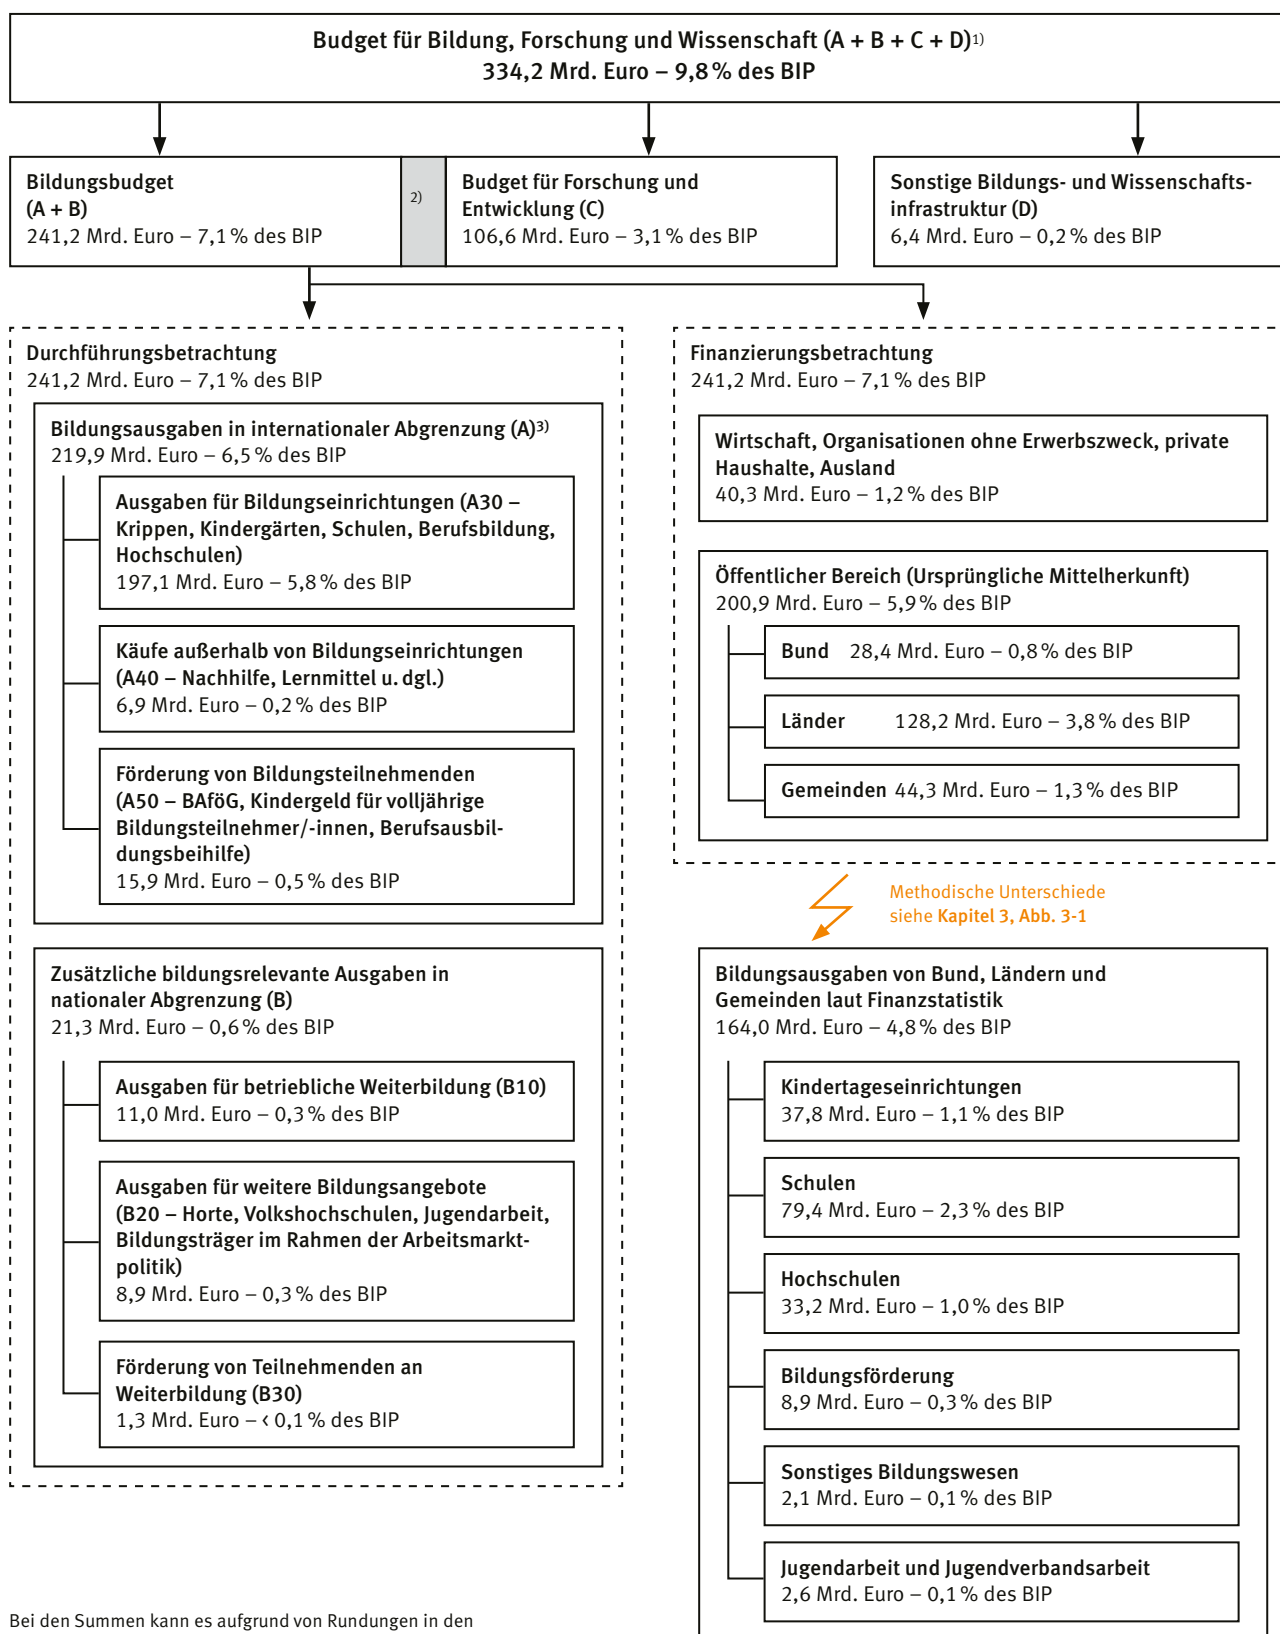 Budget für Bildung, Forschung und Wissenschaft (A + B + C + D)1)
334,2 Mrd. Euro – 9,8 % des BIP
Bildungsbudget
(A + B)
241,2 Mrd. Euro – 7,1 % des BIP
2)
Budget für Forschung und
Entwicklung (C)
106,6 Mrd. Euro – 3,1 % des BIP
Sonstige Bildungs- und Wissenschafts-
infrastruktur (D)
6,4 Mrd. Euro – 0,2 % des BIP
Durchführungsbetrachtung
241,2 Mrd. Euro – 7,1 % des BIP
Bildungsausgaben in internationaler Abgrenzung (A)3)
219,9 Mrd. Euro – 6,5 % des BIP
Ausgaben für Bildungseinrichtungen (A30 –
Krippen, Kindergärten, Schulen, Berufsbildung,
Hochschulen)
197,1 Mrd. Euro – 5,8 % des BIP
Käufe außerhalb von Bildungseinrichtungen
(A40 – Nachhilfe, Lernmittel u. dgl.)
6,9 Mrd. Euro – 0,2 % des BIP
Förderung von Bildungsteilnehmenden
(A50 – BAföG, Kindergeld für volljährige
Bildungsteilnehmer/-innen, Berufsausbil-
dungsbeihilfe)
15,9 Mrd. Euro – 0,5 % des BIP
Zusätzliche bildungsrelevante Ausgaben in
nationaler Abgrenzung (B)
21,3 Mrd. Euro – 0,6 % des BIP
Ausgaben für betriebliche Weiterbildung (B10)
11,0 Mrd. Euro – 0,3 % des BIP
Ausgaben für weitere Bildungsangebote
(B20 – Horte, Volkshochschulen, Jugendarbeit,
Bildungsträger im Rahmen der Arbeitsmarkt-
politik)
8,9 Mrd. Euro – 0,3 % des BIP
Förderung von Teilnehmenden an
Weiterbildung (B30)
1,3 Mrd. Euro – < 0,1 % des BIP
Finanzierungsbetrachtung
241,2 Mrd. Euro – 7,1 % des BIP
Wirtschaft, Organisationen ohne Erwerbszweck, private
Haushalte, Ausland
40,3 Mrd. Euro – 1,2 % des BIP
Öffentlicher Bereich (Ursprüngliche Mittelherkunft)
200,9 Mrd. Euro – 5,9 % des BIP
Bund 28,4 Mrd. Euro – 0,8 % des BIP
Länder 128,2 Mrd. Euro – 3,8 % des BIP
Gemeinden 44,3 Mrd. Euro – 1,3 % des BIP
Methodische Unterschiede
siehe Kapitel 3, Abb. 3-1
Bildungsausgaben von Bund, Ländern und
Gemeinden laut Finanzstatistik
164,0 Mrd. Euro – 4,8 % des BIP
Kindertageseinrichtungen
37,8 Mrd. Euro – 1,1 % des BIP
Schulen
79,4 Mrd. Euro – 2,3 % des BIP
Hochschulen
33,2 Mrd. Euro – 1,0 % des BIP
Bildungsförderung
8,9 Mrd. Euro – 0,3 % des BIP
Sonstiges Bildungswesen
2,1 Mrd. Euro – 0,1 % des BIP
Jugendarbeit und Jugendverbandsarbeit
2,6 Mrd. Euro – 0,1 % des BIP
Bei den Summen kann es aufgrund von Rundungen in den